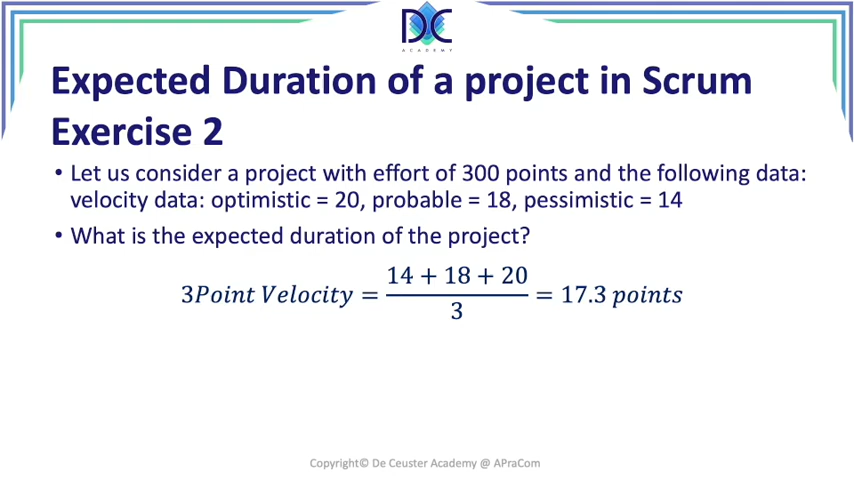 DC
ACADEMY
Expected Duration of a project in Scrum
Exercise 2
• Let us consider a project with effort of 300 points and the following data:
velocity data: optimistic = 20, probable = 18, pessimistic = 14
• What is the expected duration of the project?
3Point Velocity = (14 + 18 + 20)/3 = 17.3 points
Copyright© De Ceuster Academy @ APraCom